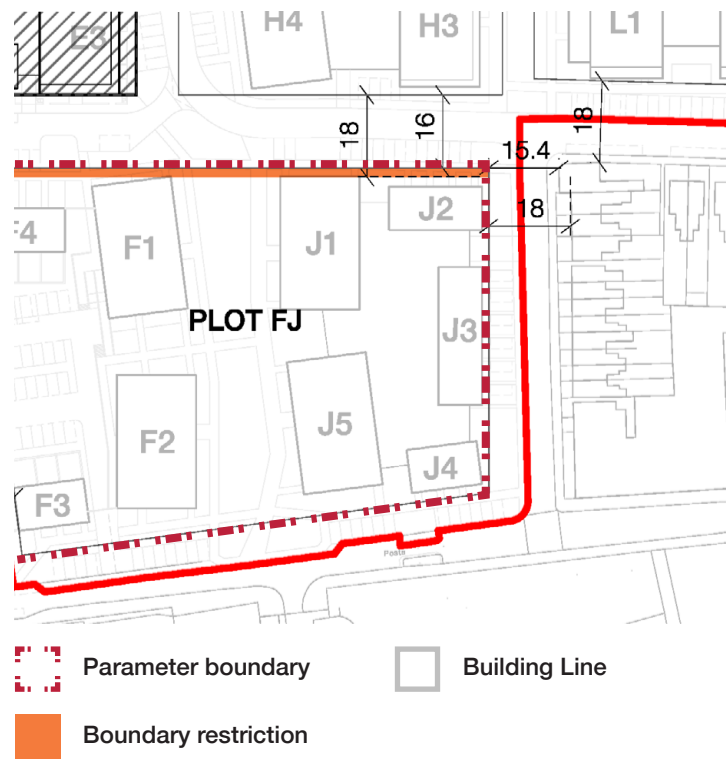 E3
H4
H3
L1
18
16
18
15.4
F4
F1
J1
J2
18
PLOT FJ
J3
F2
J5
J4
F3
Posts
Parameter boundary
Building Line
Boundary restriction